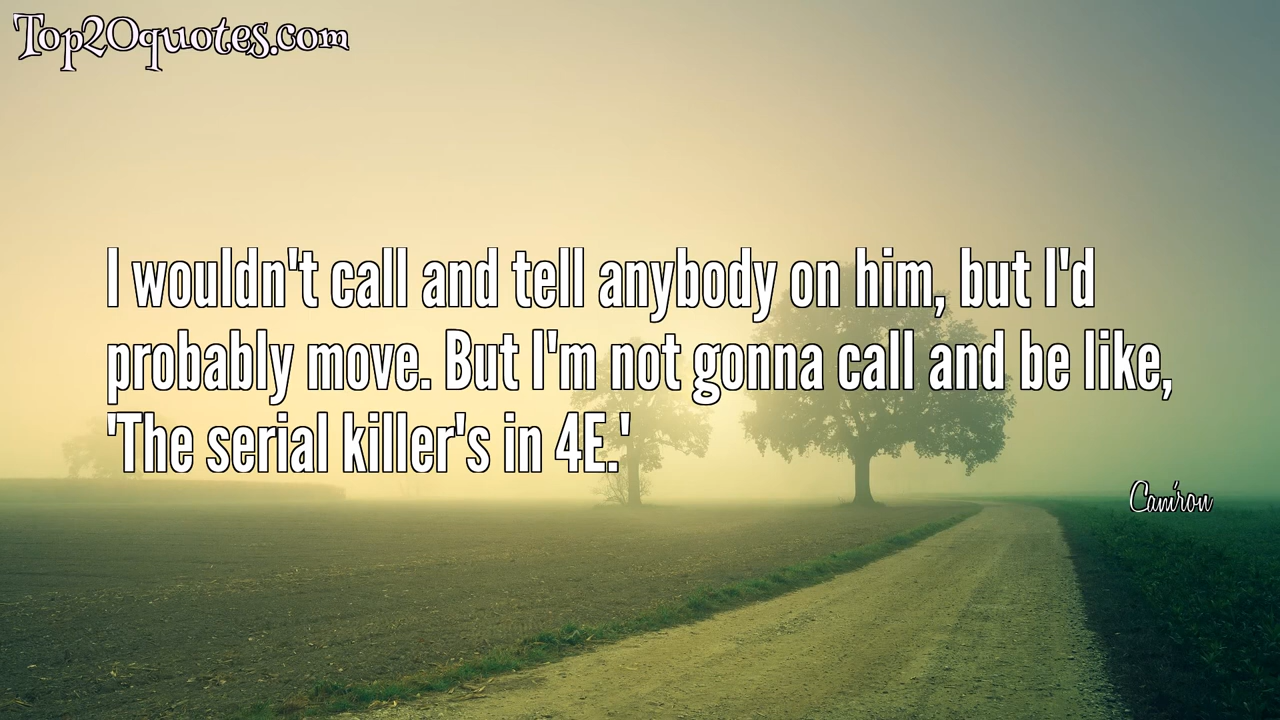 Top20quotes.com
I wouldn't call and tell anybody on him, but I'd
probably move. But I'm not gonna call and be like,
'The serial killer's in 4E.'
Cam'ron